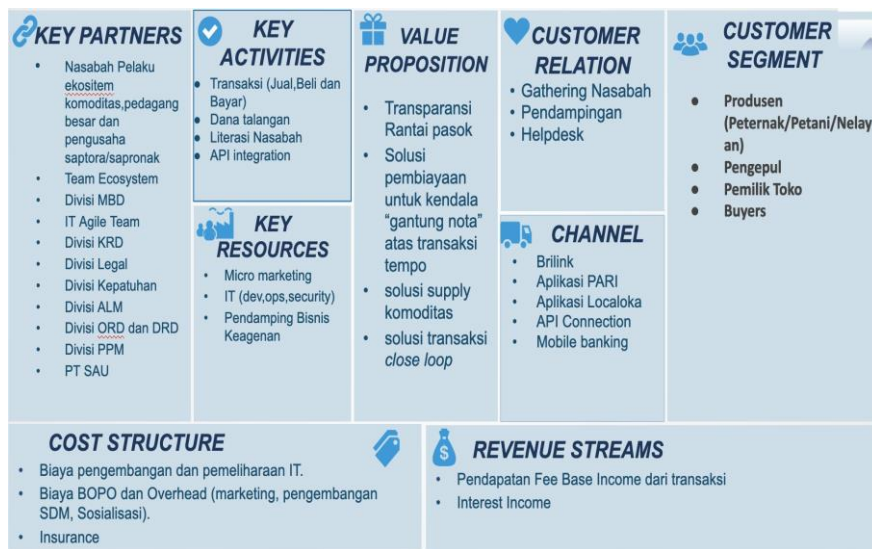 KEY PARTNERS
• Nasabah Pelaku
ekositem
komoditas,pedagang
besar dan
pengusaha
saptora/sapronak
• Team Ecosystem
• Divisi MBD
• IT Agile Team
• Divisi KRD
• Divisi Legal
• Divisi Kepatuhan
• Divisi ALM
• Divisi ORD dan DRD
• Divisi PPM
• PT SAU
KEY
ACTIVITIES
● Transaksi (Jual,Beli dan
Bayar)
● Dana talangan
● Literasi Nasabah
● API integration
KEY
RESOURCES
• Micro marketing
• IT (dev,ops,security)
• Pendamping Bisnis
Keagenan
VALUE
PROPOSITION
• Transparansi
Rantai pasok
• Solusi
pembiayaan
untuk kendala
“gantung nota”
atas transaksi
tempo
• solusi supply
komoditas
• solusi transaksi
close loop
CUSTOMER
RELATION
• Gathering Nasabah
• Pendampingan
• Helpdesk
CHANNEL
• Brilink
• Aplikasi PARI
• Aplikasi Localoka
• API Connection
• Mobile banking
CUSTOMER
SEGMENT
● Produsen
(Peternak/Petani/Nelay
an)
● Pengepul
● Pemilik Toko
● Buyers
COST STRUCTURE
• Biaya pengembangan dan pemeliharaan IT.
• Biaya BOPO dan Overhead (marketing, pengembangan
SDM, Sosialisasi).
• Insurance
$ REVENUE STREAMS
• Pendapatan Fee Base Income dari transaksi
• Interest Income